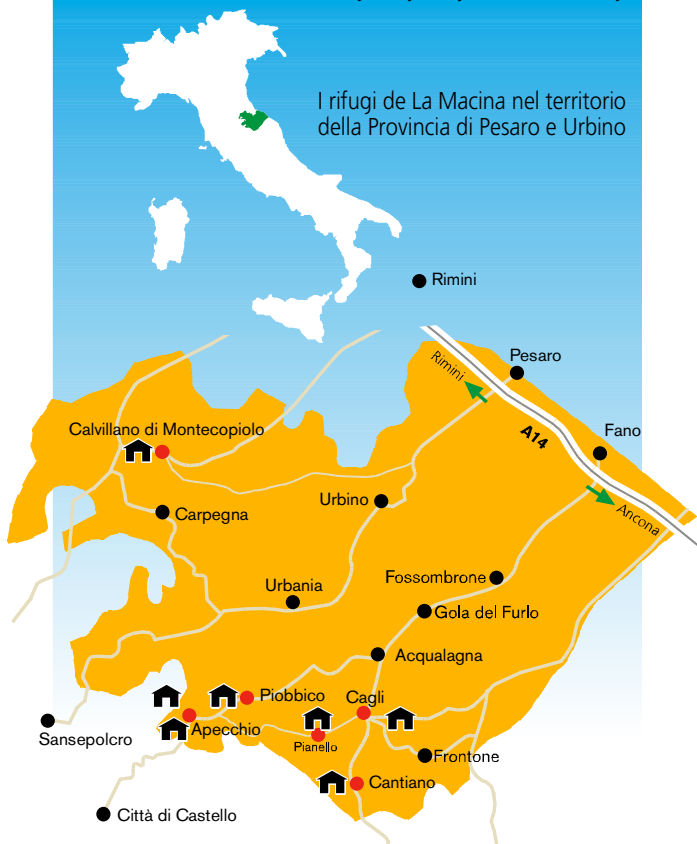 I rifugi de La Macina nel territorio
della Provincia di Pesaro e Urbino
Rimini
Pesaro
Rimini
A14
Fano
Ancona
Calvillano di Montecopiolo
Carpegna
Urbino
Urbania
Fossombrone
Gola del Furlo
Acqualagna
Piobbico
Cagli
Apecchio
Pianello
Sansepolcro
Frontone
Cantiano
Città di Castello